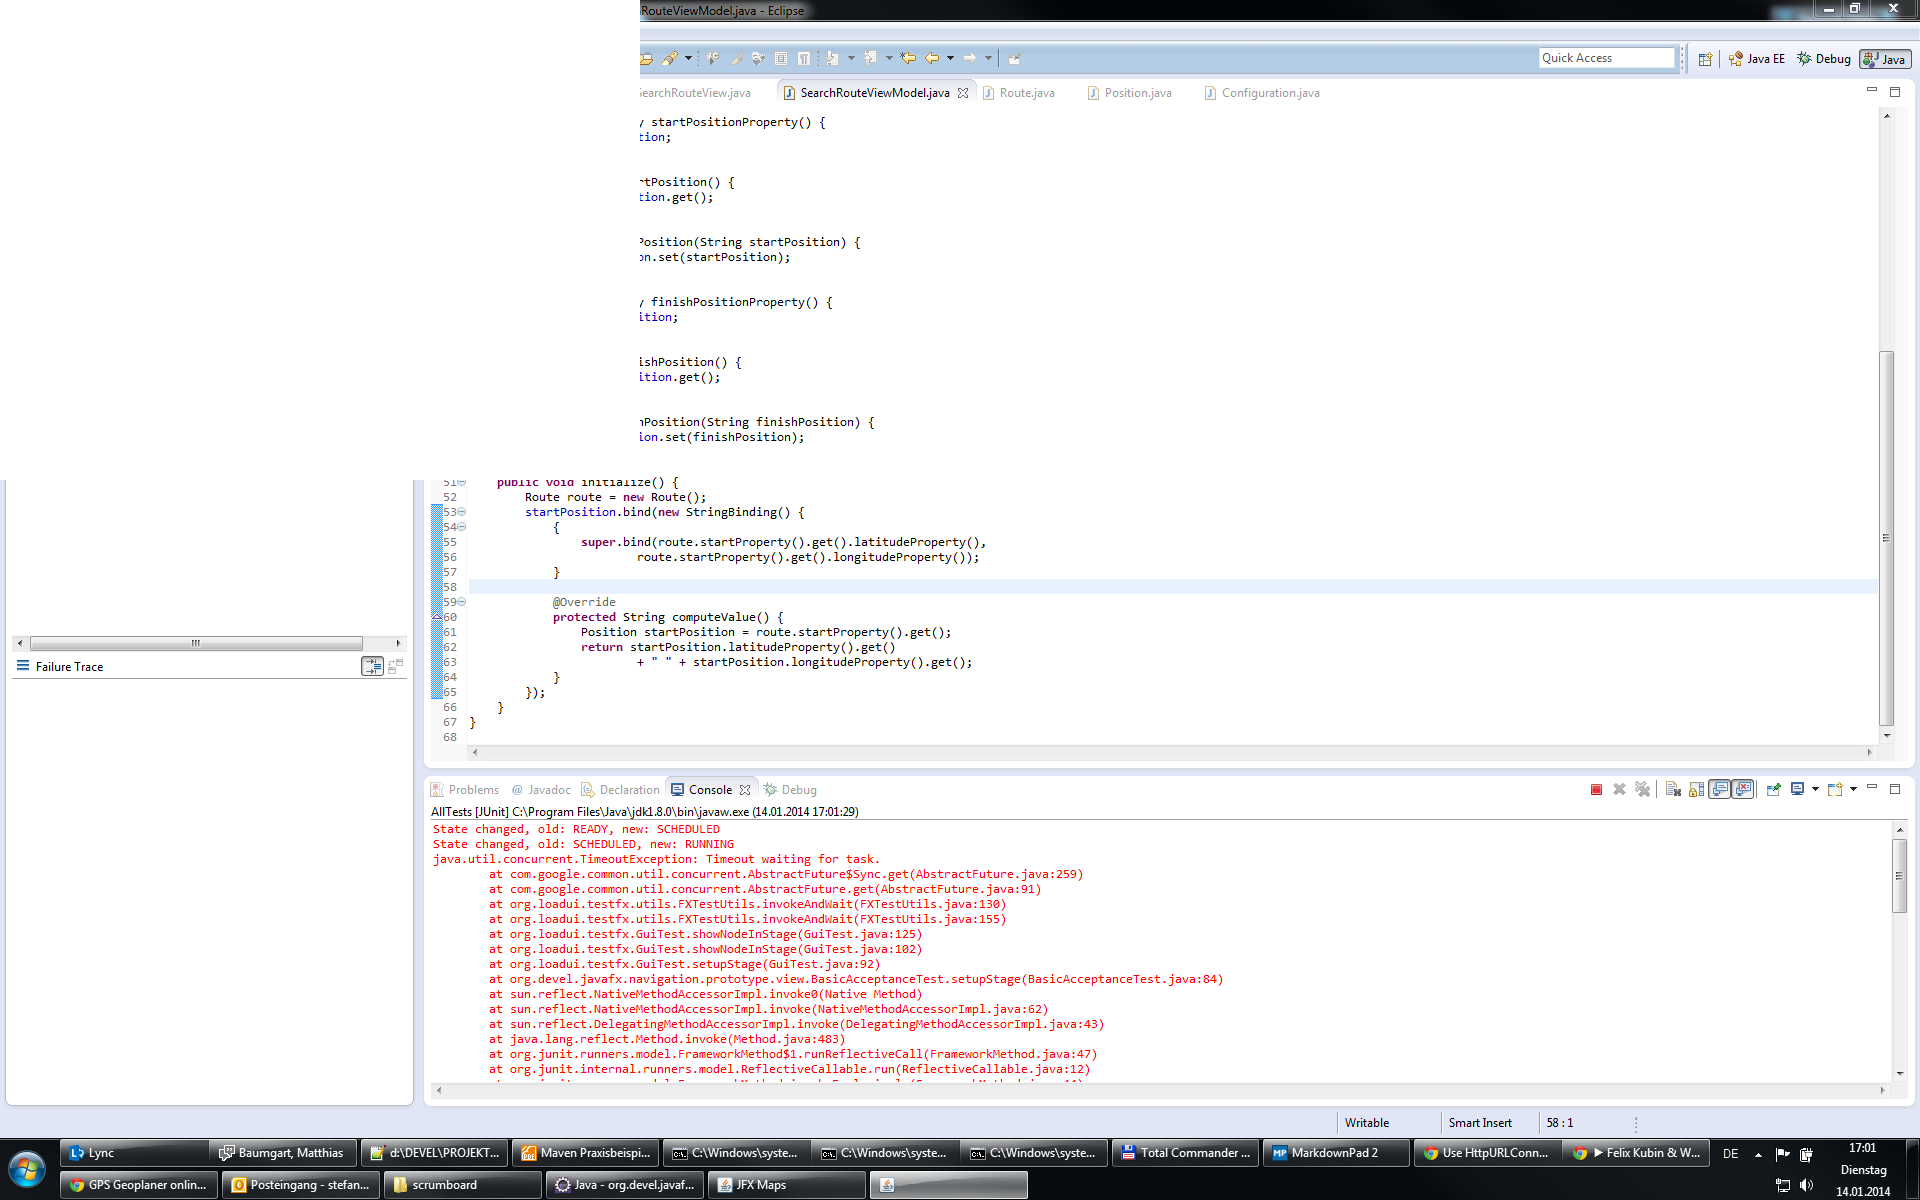 RouteViewModel.java - Eclipse
Quick Access
Java EE
Debug
Java
SearchRouteView.java
SearchRouteViewModel.java
Route.java
Position.java
Configuration.java
startPositionProperty() {
tion;
tPosition() {
tion.get();
Position(String startPosition) {
on.set(startPosition);
finishPositionProperty() {
ition;
ishPosition() {
ition.get();
Position(String finishPosition) {
ion.set(finishPosition);
51 public void initialize() {
52 Route route = new Route();
53 startPosition.bind(new StringBinding() {
54 {
55 super.bind(route.startProperty().get().latitudeProperty(),
56 route.startProperty().get().longitudeProperty());
57 }
58
59 @Override
60 protected String computeValue() {
61 Position startPosition = route.startProperty().get();
62 return startPosition.latitudeProperty().get()
63 + " " + startPosition.longitudeProperty().get();
64 }
65 });
66 }
67 }
68
Failure Trace
Problems @ Javadoc Declaration Console Debug
AllTests [JUnit] C:\Program Files\Java\jdk1.8.0\bin\javaw.exe (14.01.2014 17:01:29)
State changed, old: READY, new: SCHEDULED
State changed, old: SCHEDULED, new: RUNNING
java.util.concurrent.TimeoutException: Timeout waiting for task.
at com.google.common.util.concurrent.AbstractFuture$Sync.get(AbstractFuture.java:259)
at com.google.common.util.concurrent.AbstractFuture.get(AbstractFuture.java:91)
at org.loadui.testfx.utils.FXTestUtils.invokeAndWait(FXTestUtils.java:130)
at org.loadui.testfx.utils.FXTestUtils.invokeAndWait(FXTestUtils.java:155)
at org.loadui.testfx.GuiTest.showNodeInStage(GuiTest.java:125)
at org.loadui.testfx.GuiTest.showNodeInStage(GuiTest.java:102)
at org.loadui.testfx.GuiTest.setupStage(GuiTest.java:92)
at org.devel.javafx.navigation.prototype.view.BasicAcceptanceTest.setupStage(BasicAcceptanceTest.java:84)
at sun.reflect.NativeMethodAccessorImpl.invoke0(Native Method)
at sun.reflect.NativeMethodAccessorImpl.invoke(NativeMethodAccessorImpl.java:62)
at sun.reflect.DelegatingMethodAccessorImpl.invoke(DelegatingMethodAccessorImpl.java:43)
at java.lang.reflect.Method.invoke(Method.java:483)
at org.junit.runners.model.FrameworkMethod$1.runReflectiveCall(FrameworkMethod.java:47)
at org.junit.internal.runners.model.ReflectiveCallable.run(ReflectiveCallable.java:12)
Writable
Smart Insert
58 : 1
Lync
Baumgart, Matthias
d:\DEVEL\PROJEKT...
Maven Praxisbeispi...
C:\Windows\syste...
C:\Windows\syste...
C:\Windows\syste...
Total Commander ...
MarkdownPad 2
Use HttpURLConn...
Felix Kubin & W...
DE
17:01
GPS Geoplaner onlin...
Posteingang - stefan...
scrumboard
Java - org.devel.javaf...
JFX Maps
Dienstag
14.01.2014